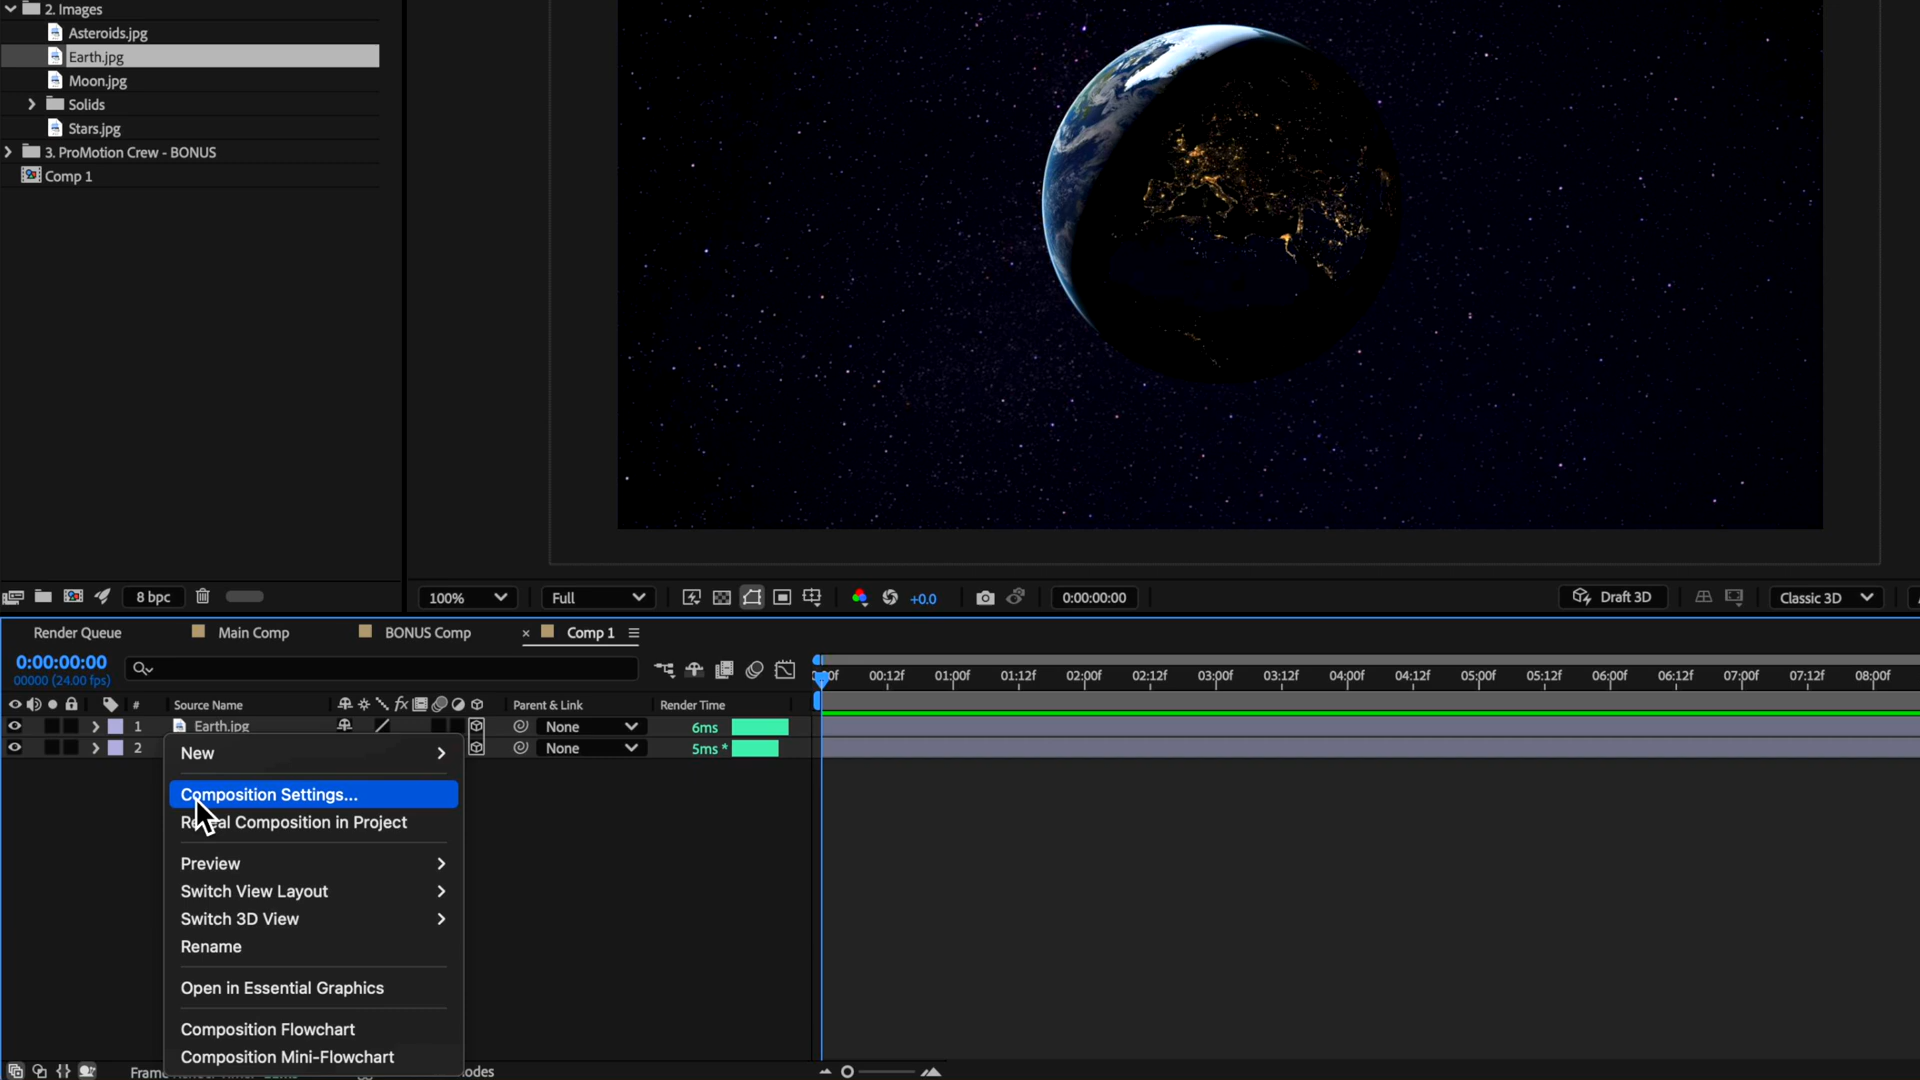 2. Images
Asteroids.jpg
Earth.jpg
Moon.jpg
Solids
Stars.jpg
3. ProMotion Crew - BONUS
Comp 1
8 bpc
100%
Full
+0.0
0:00:00:00
Draft 3D
Classic 3D
Render Queue
Main Comp
BONUS Comp
Comp 1
0:00:00:00
00000 (24.00 fps)
00:12f 01:00f 01:12f 02:00f 02:12f 03:00f 03:12f 04:00f 04:12f 05:00f 05:12f 06:00f 06:12f 07:00f 07:12f 08:00f
# Source Name fx Parent & Link Render Time
1 Earth.jpg None 6ms
2 None 5ms *
New
Composition Settings...
Reveal Composition in Project
Preview
Switch View Layout
Switch 3D View
Rename
Open in Essential Graphics
Composition Flowchart
Composition Mini-Flowchart